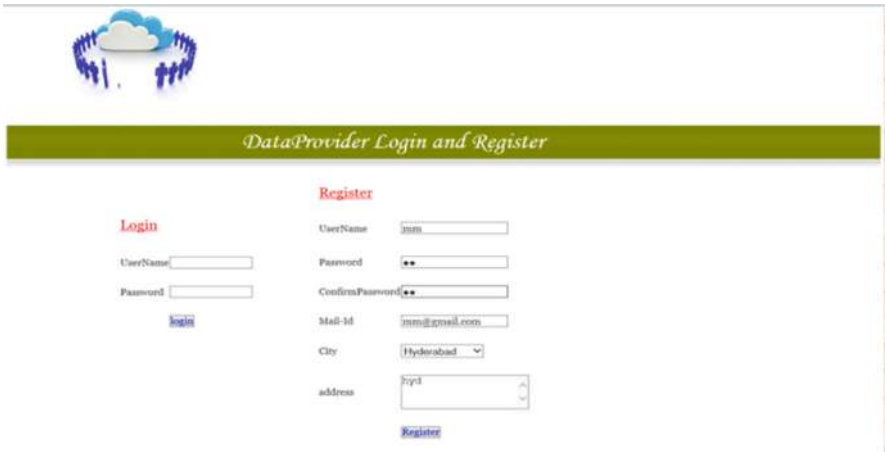 DataProvider Login and Register
Login
UserName
Password
login
Register
UserName mm
Password ••
ConfirmPassword ••
Mail-Id mm@gmail.com
City Hyderabad
address hyd
Register